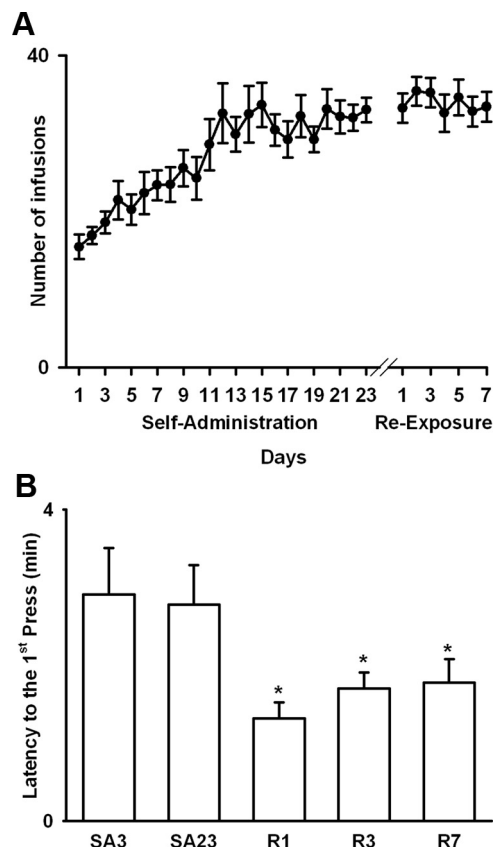 A
40
Number of infusions
0
1 3 5 7 9 11 13 15 17 19 21 23 1 3 5 7
Self-Administration Re-Exposure
Days
B
4
Latency to the 1st Press (min)
* * *
0
SA3 SA23 R1 R3 R7